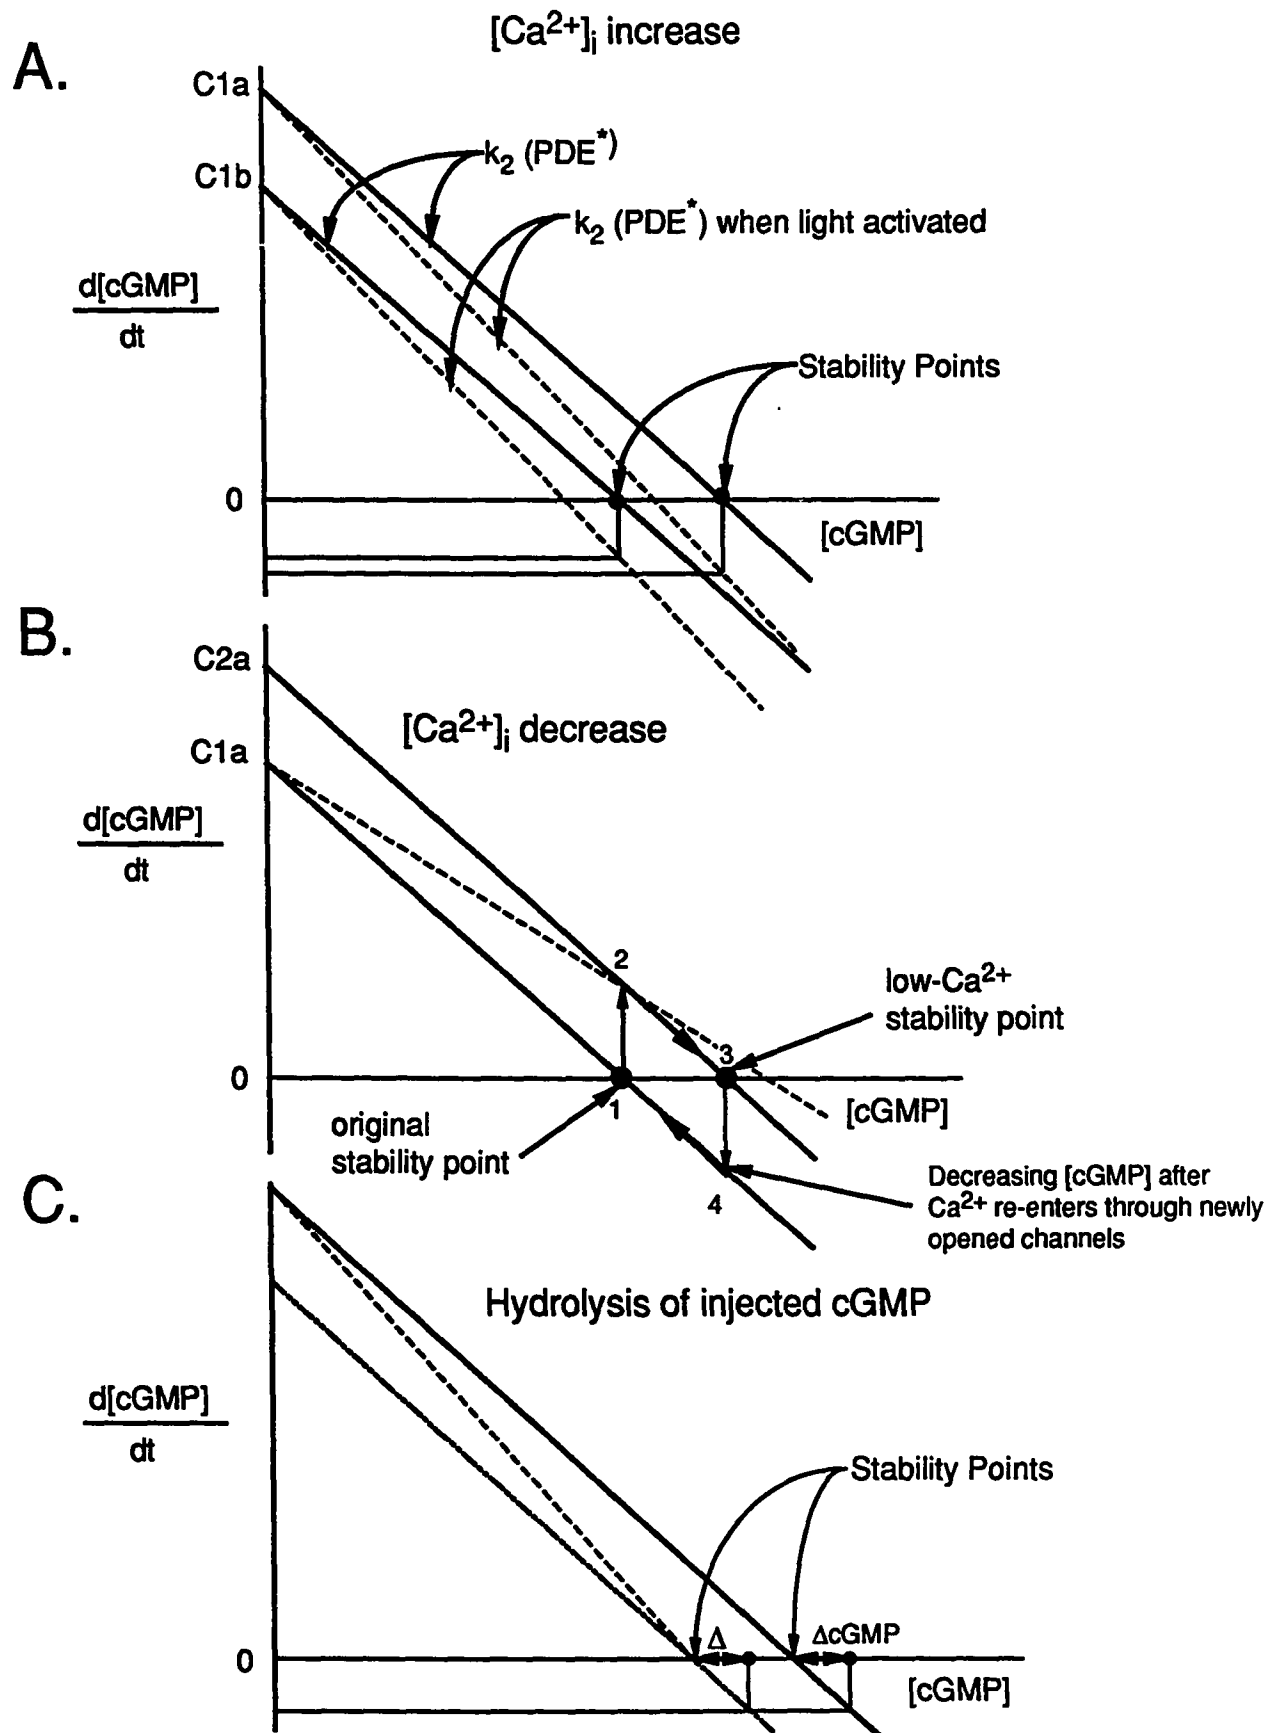 [Ca2+]i increase
A.
C1a
k2 (PDE*)
C1b
k2 (PDE*) when light activated
d[cGMP]
dt
Stability Points
0
[cGMP]
B.
C2a
[Ca2+]i decrease
C1a
d[cGMP]
dt
2
low-Ca2+
stability point
3
0
1
[cGMP]
original
stability point
4
Decreasing [cGMP] after
Ca2+ re-enters through newly
opened channels
C.
Hydrolysis of injected cGMP
d[cGMP]
dt
Stability Points
Δ
ΔcGMP
0
[cGMP]